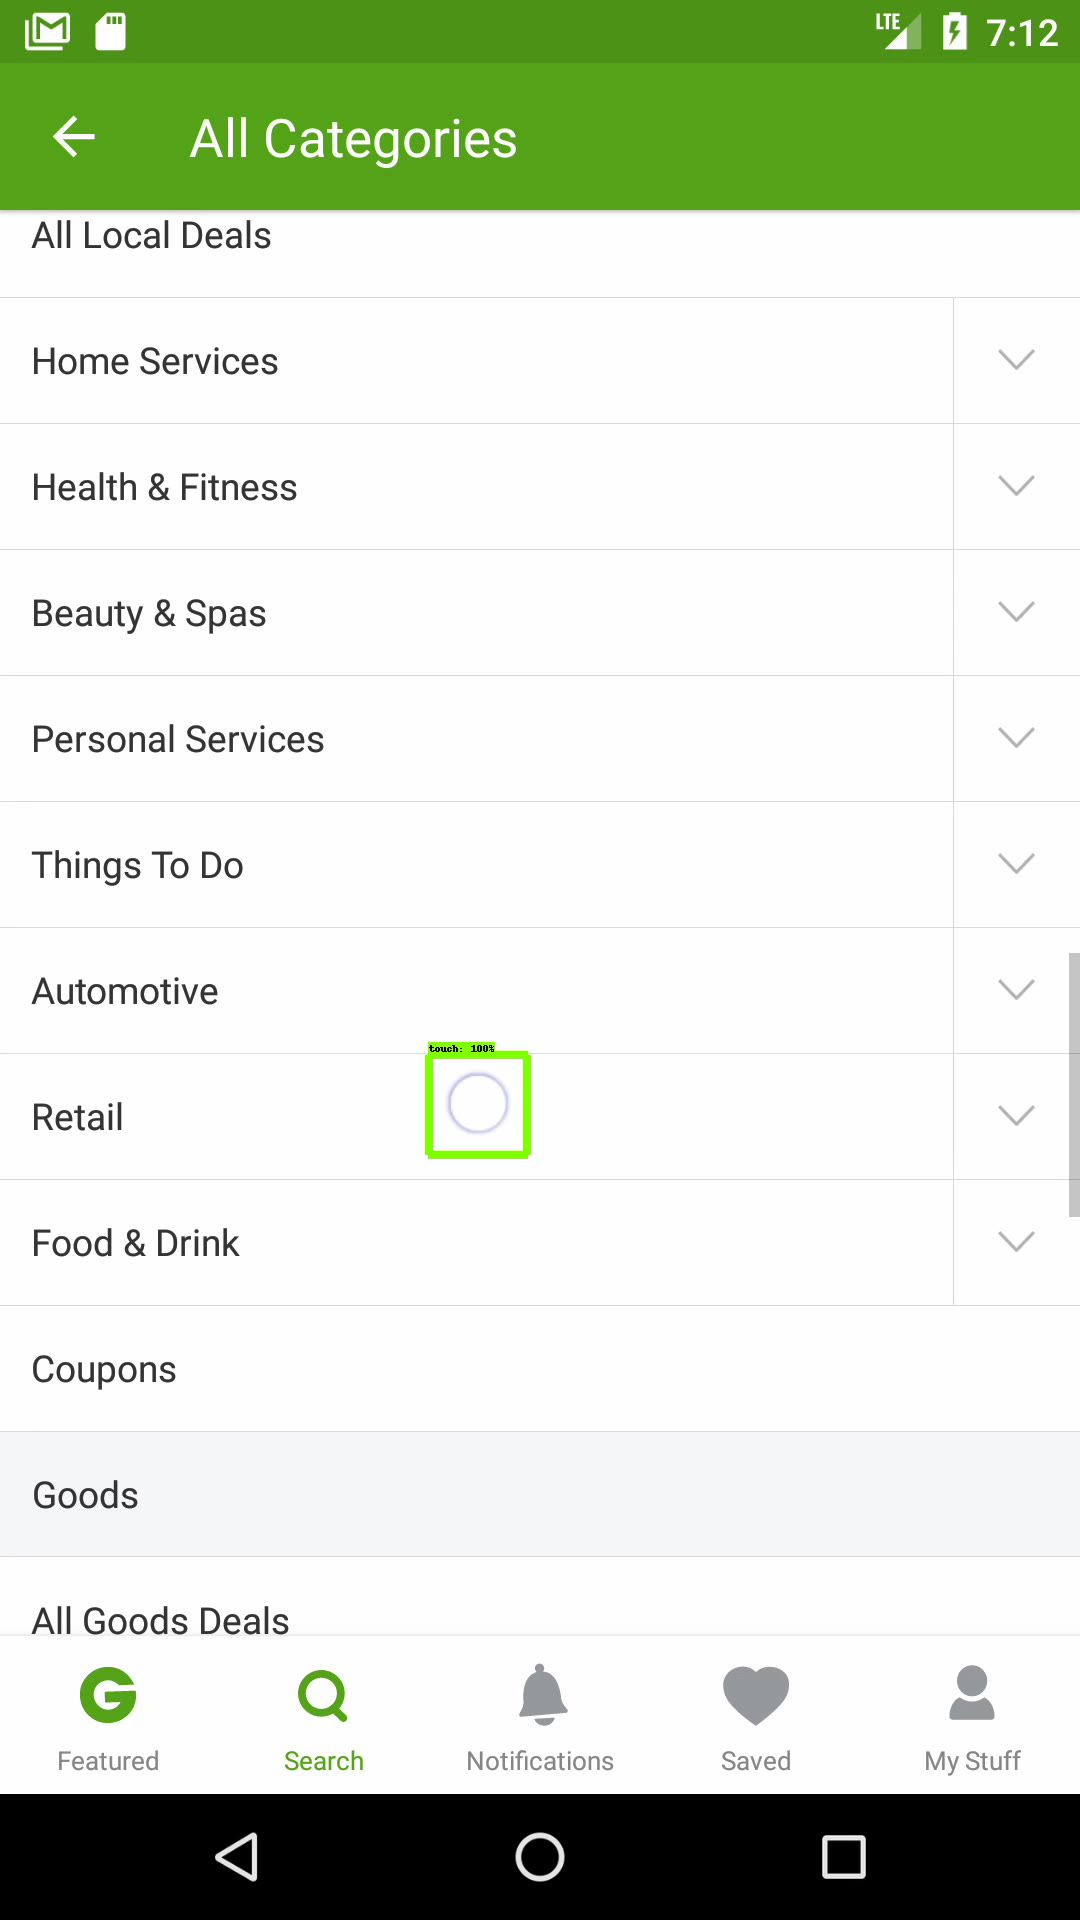 LTE 7:12
All Categories
All Local Deals
Home Services
Health & Fitness
Beauty & Spas
Personal Services
Things To Do
Automotive
touch: 100%
Retail
Food & Drink
Coupons
Goods
All Goods Deals
Featured Search Notifications Saved My Stuff